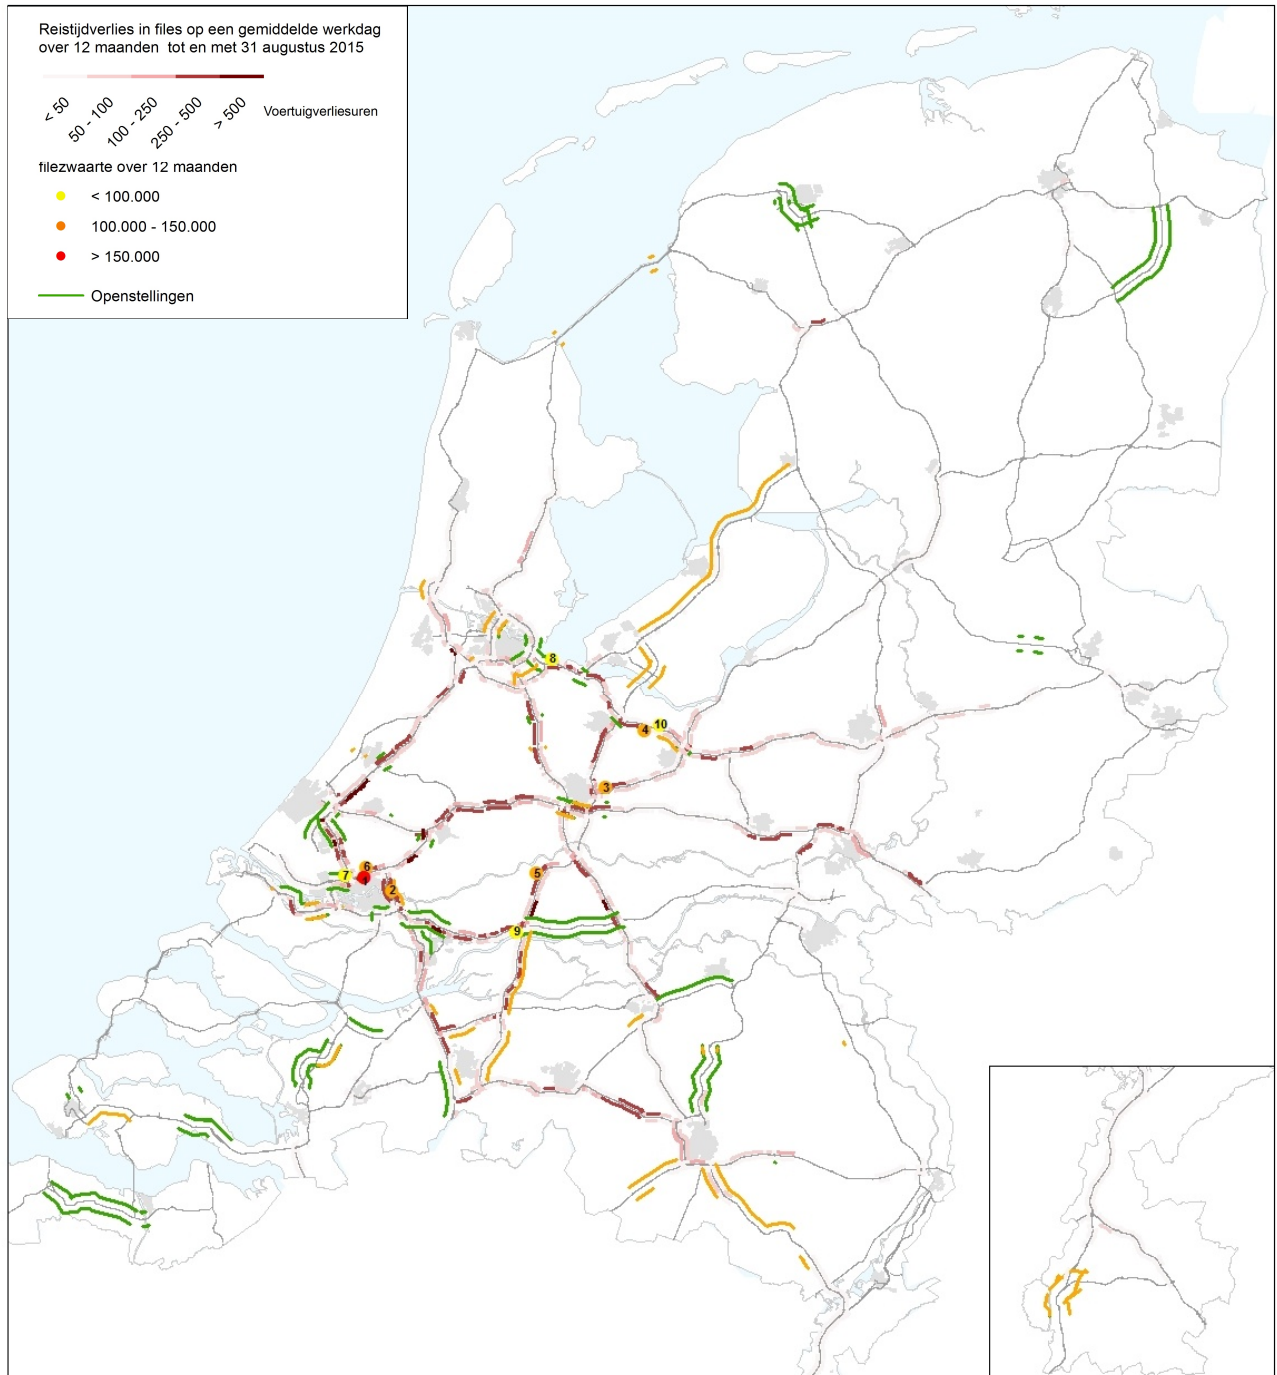 Reistijdverlies in files op een gemiddelde werkdag
over 12 maanden  tot en met 31 augustus 2015
< 50
50 - 100
100 - 250
250 - 500
> 500
Voertuigverliesuren
filezwaarte over 12 maanden
< 100.000
100.000 - 150.000
> 150.000
Openstellingen
8
4
10
3
6
7
1
2
5
9